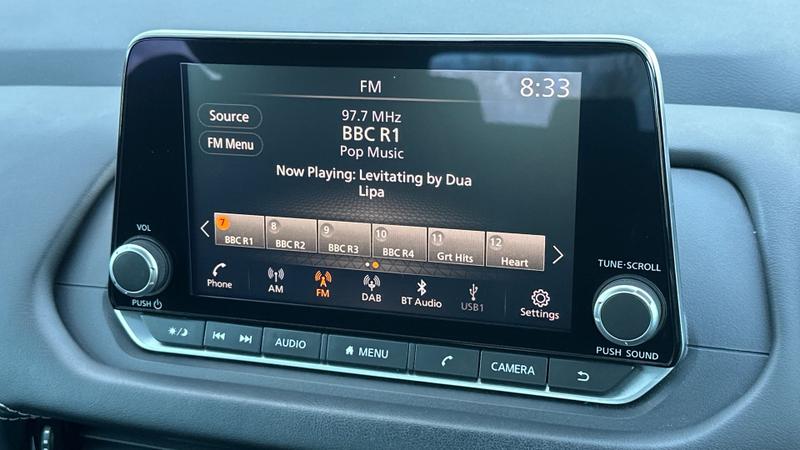 FM
8:33
Source
FM Menu
97.7 MHz
BBC R1
Pop Music
Now Playing: Levitating by Dua
Lipa
7
BBC R1
8
BBC R2
9
BBC R3
10
BBC R4
11
Grt Hits
12
Heart
Phone
AM
FM
DAB
BT Audio
USB1
Settings
VOL
PUSH
TUNE·SCROLL
PUSH SOUND
AUDIO
MENU
CAMERA